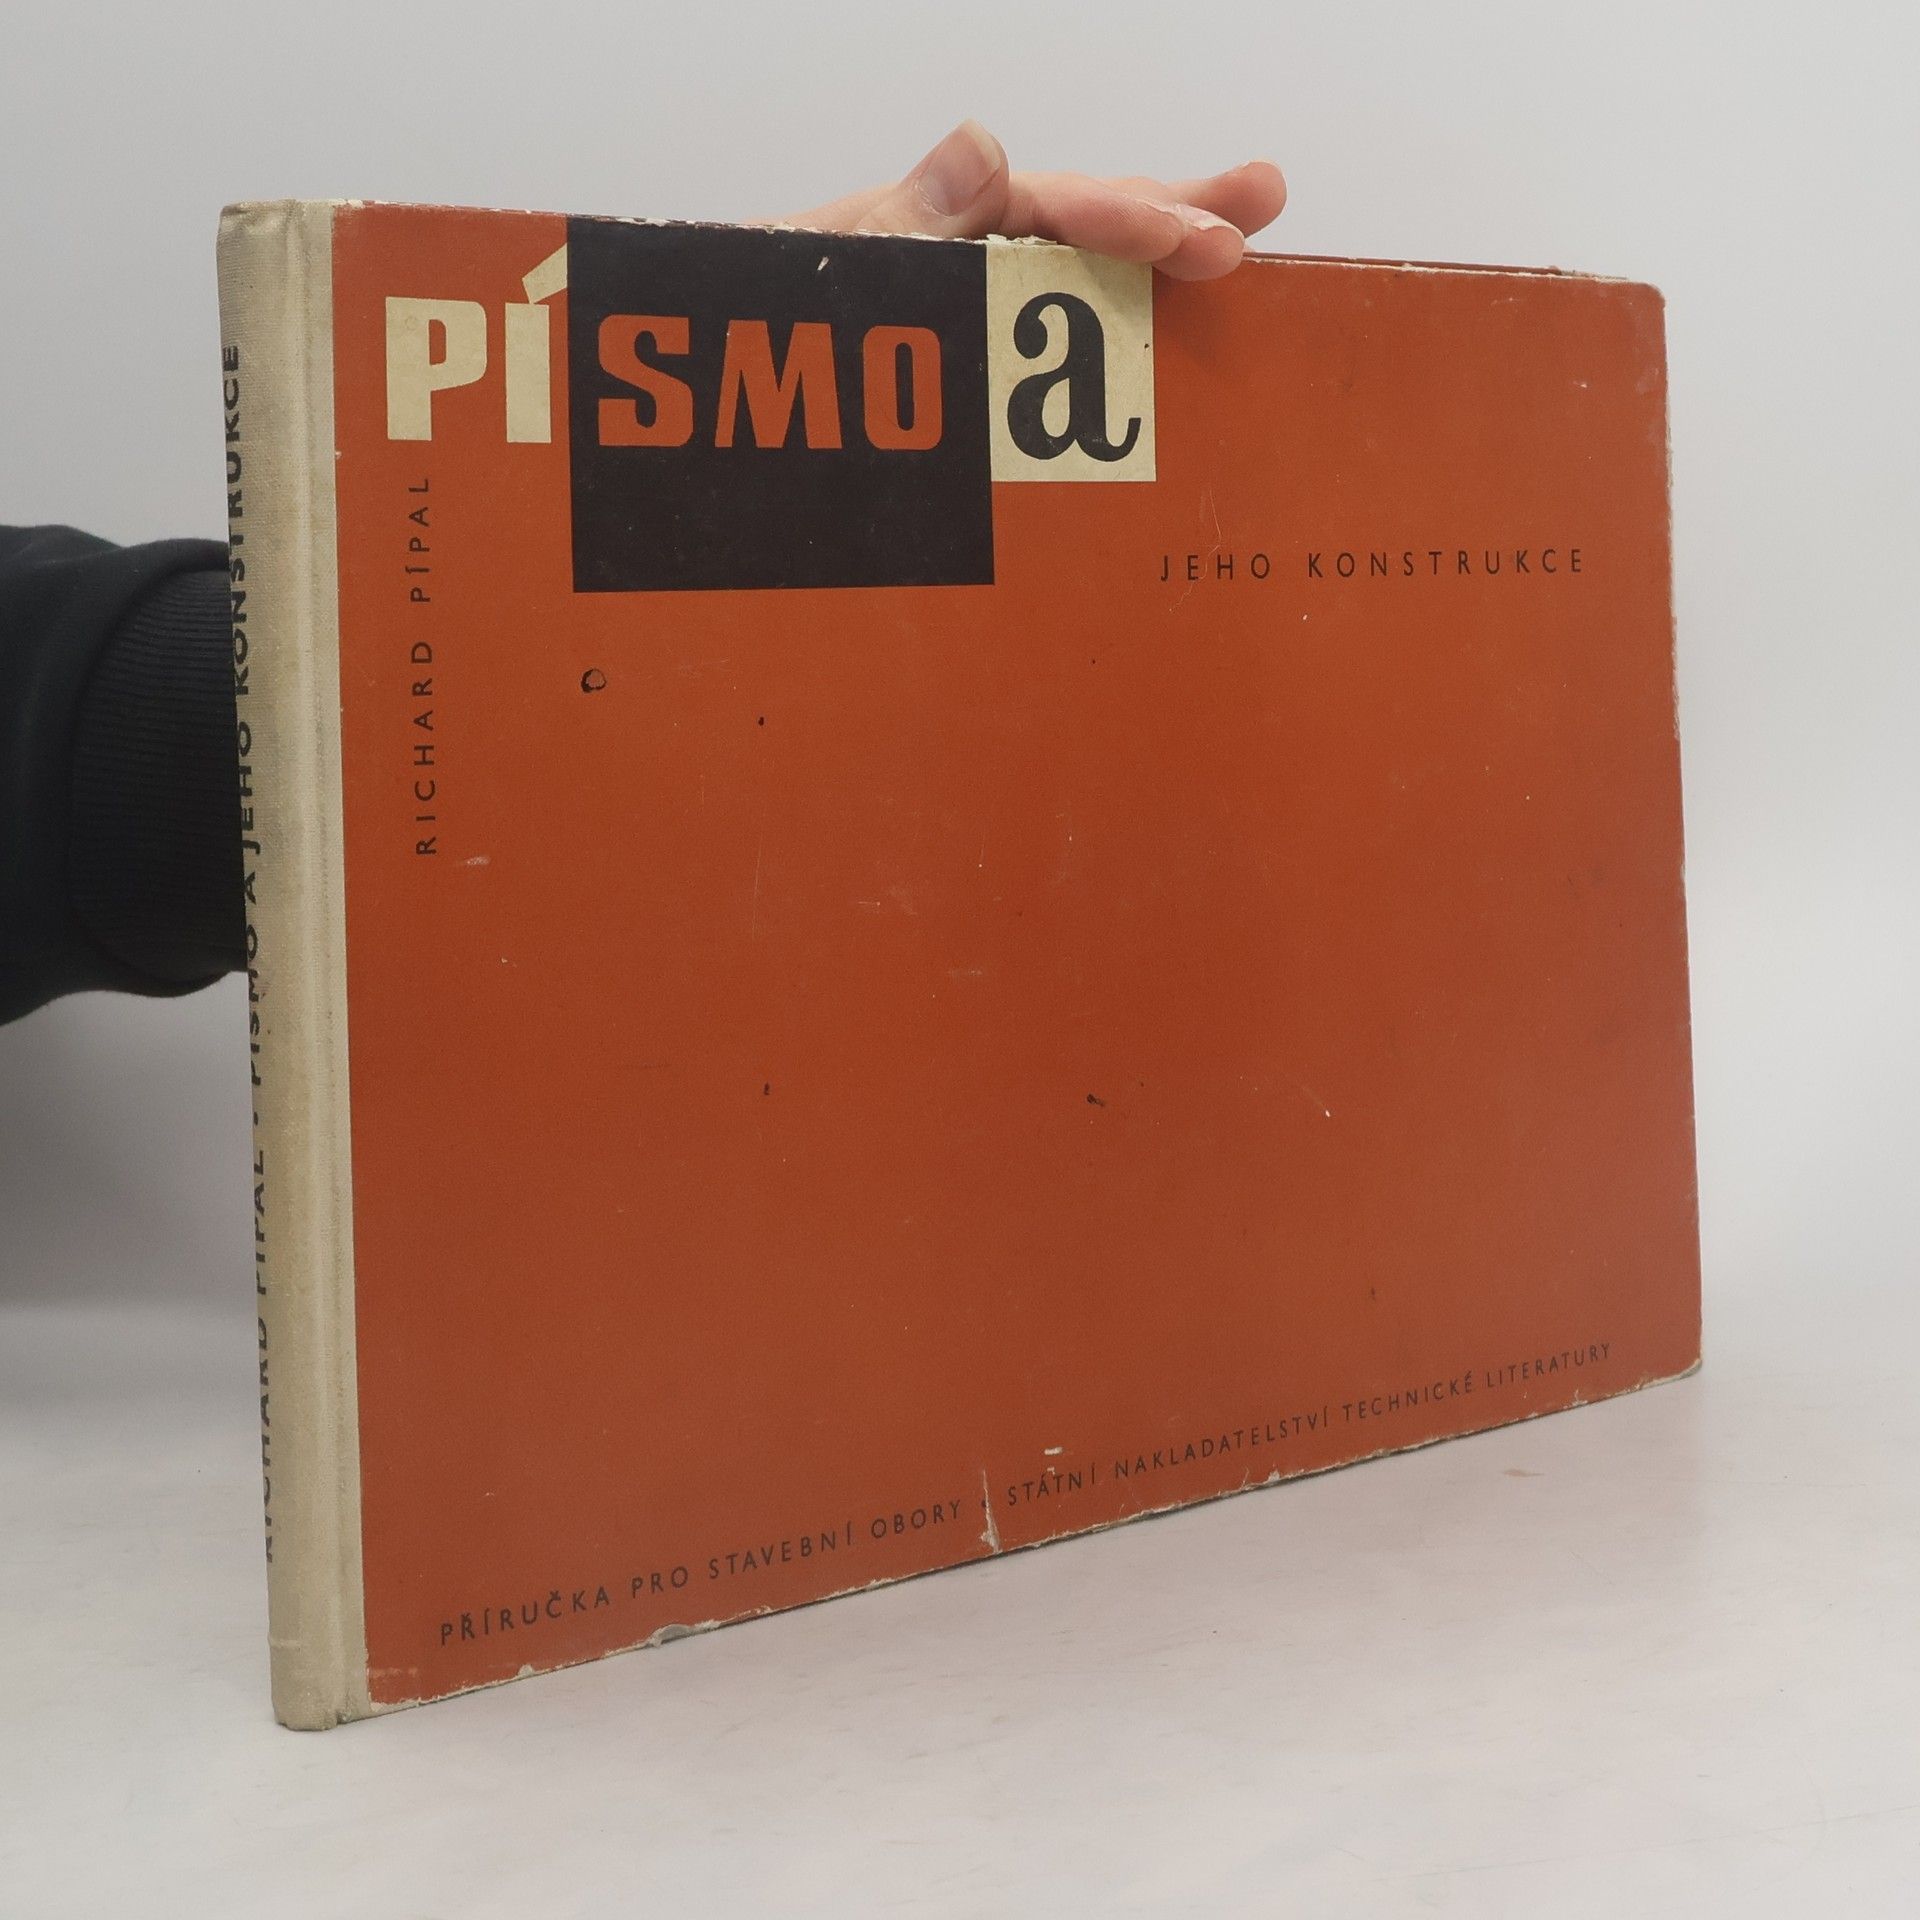 PÍSMO a
JEHO KONSTRUKCE
RICHARD PÍPAL
PŘÍRUČKA PRO STAVEBNÍ OBORY • STÁTNÍ NAKLADATELSTVÍ TECHNICKÉ LITERATURY
RICHARD PÍPAL • PÍSMO A JEHO KONSTRUKCE